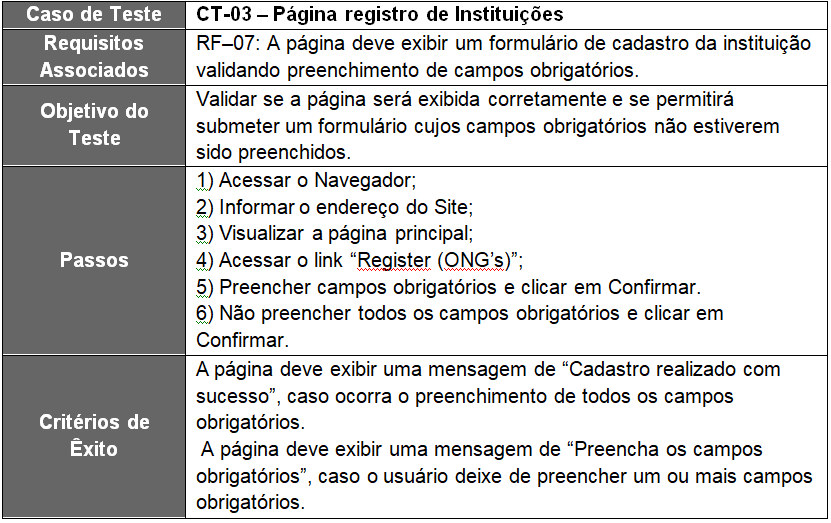 Caso de Teste
CT-03 – Página registro de Instituições
Requisitos
Associados
RF–07: A página deve exibir um formulário de cadastro da instituição
validando preenchimento de campos obrigatórios.
Objetivo do
Teste
Validar se a página será exibida corretamente e se permitirá
submeter um formulário cujos campos obrigatórios não estiverem
sido preenchidos.
Passos
1) Acessar o Navegador;
2) Informar o endereço do Site;
3) Visualizar a página principal;
4) Acessar o link “Register (ONG’s)”;
5) Preencher campos obrigatórios e clicar em Confirmar.
6) Não preencher todos os campos obrigatórios e clicar em
Confirmar.
Critérios de
Êxito
A página deve exibir uma mensagem de “Cadastro realizado com
sucesso”, caso ocorra o preenchimento de todos os campos
obrigatórios.
A página deve exibir uma mensagem de “Preencha os campos
obrigatórios”, caso o usuário deixe de preencher um ou mais campos
obrigatórios.